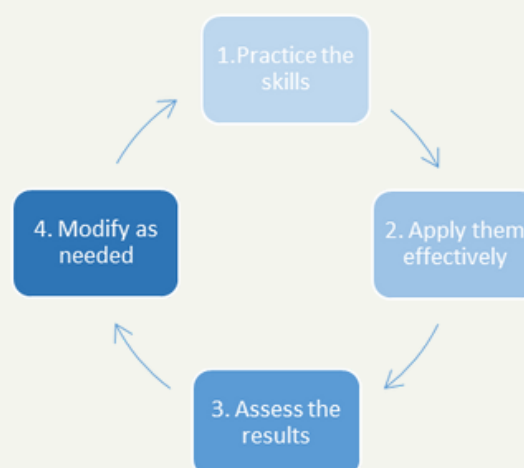 1.Practice the
skills
2. Apply them
effectively
3. Assess the
results
4. Modify as
needed